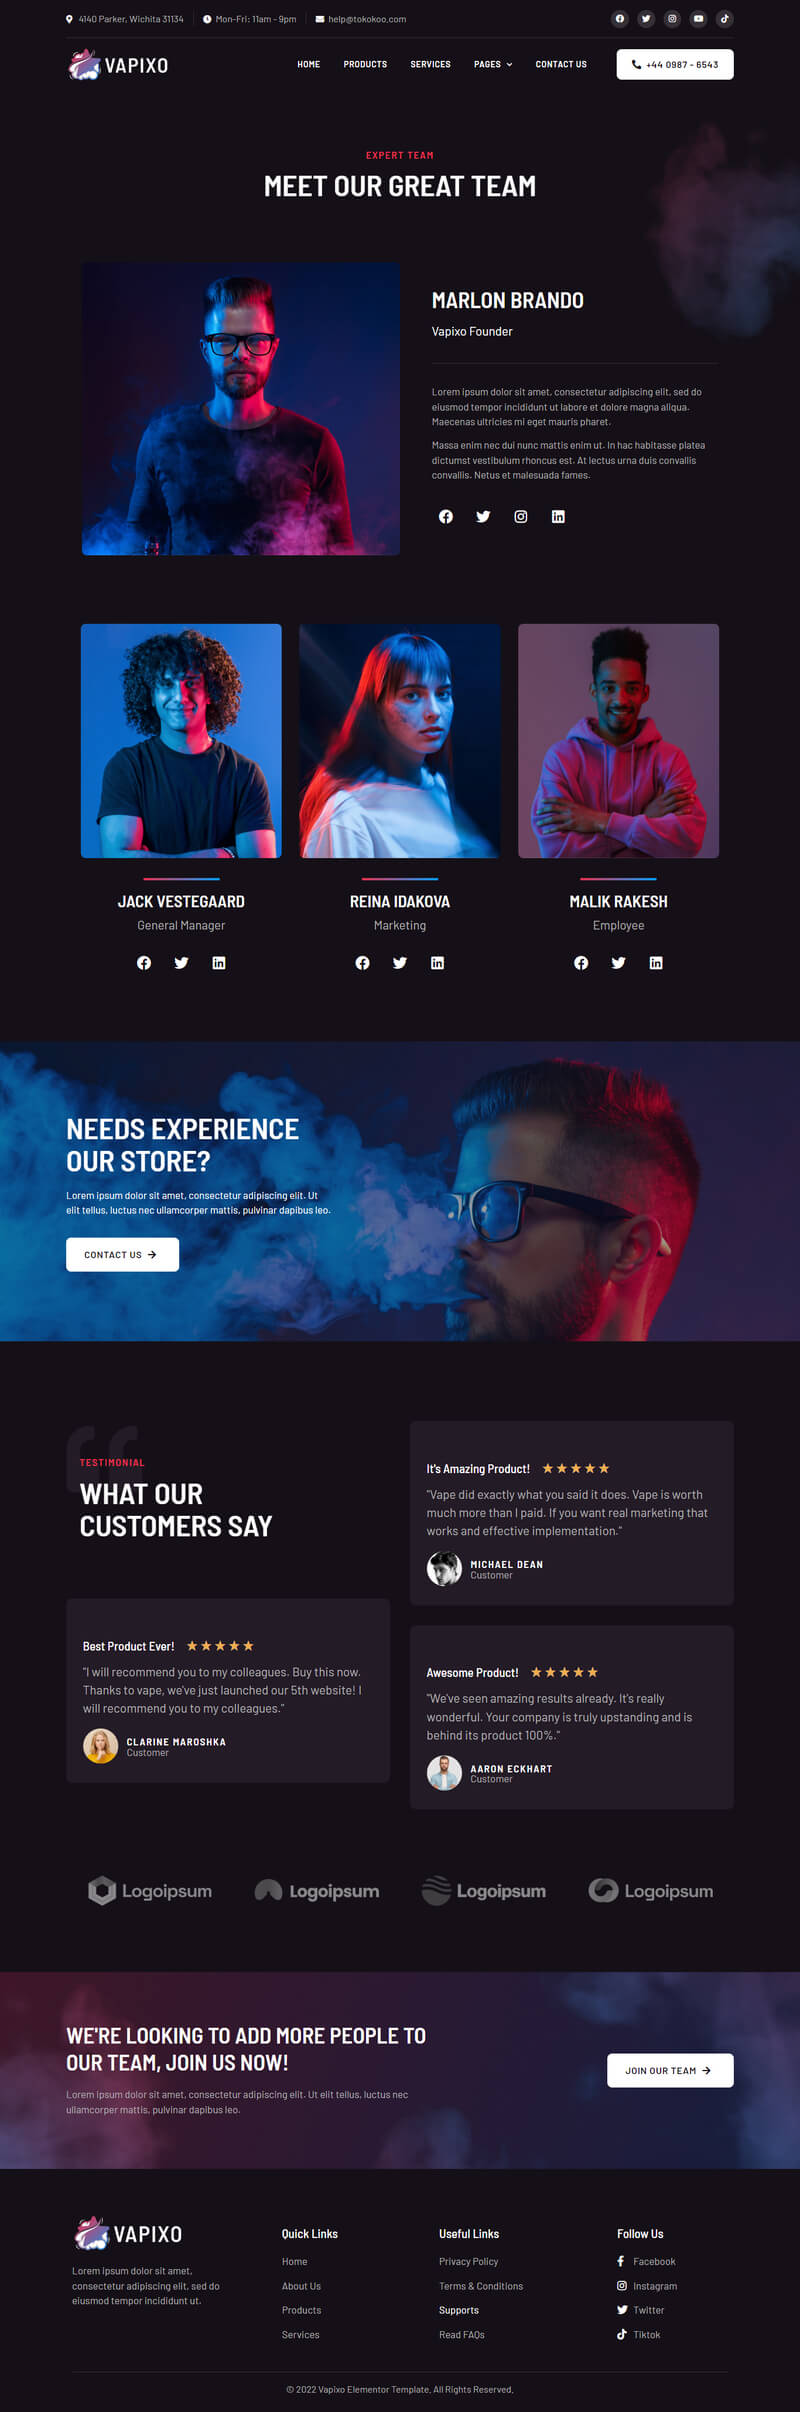 4140 Parker, Wichita 31134
Mon-Fri: 11am - 9pm
help@tokokoo.com
VAPIXO
HOME
PRODUCTS
SERVICES
PAGES
CONTACT US
+44 0987 - 6543
EXPERT TEAM
MEET OUR GREAT TEAM
MARLON BRANDO
Vapixo Founder
Lorem ipsum dolor sit amet, consectetur adipiscing elit, sed do
eiusmod tempor incididunt ut labore et dolore magna aliqua.
Maecenas ultricies mi eget mauris pharet.
Massa enim nec dui nunc mattis enim ut. In hac habitasse platea
dictumst vestibulum rhoncus est. At lectus urna duis convallis
convallis. Netus et malesuada fames.
JACK VESTEGAARD
General Manager
REINA IDAKOVA
Marketing
MALIK RAKESH
Employee
NEEDS EXPERIENCE
OUR STORE?
Lorem ipsum dolor sit amet, consectetur adipiscing elit. Ut
elit tellus, luctus nec ullamcorper mattis, pulvinar dapibus leo.
CONTACT US
TESTIMONIAL
WHAT OUR
CUSTOMERS SAY
Best Product Ever!
"I will recommend you to my colleagues. Buy this now.
Thanks to vape, we've just launched our 5th website! I
will recommend you to my colleagues."
CLARINE MAROSHKA
Customer
It's Amazing Product!
"Vape did exactly what you said it does. Vape is worth
much more than I paid. If you want real marketing that
works and effective implementation."
MICHAEL DEAN
Customer
Awesome Product!
"We've seen amazing results already. It's really
wonderful. Your company is truly upstanding and is
behind its product 100%."
AARON ECKHART
Customer
Logoipsum
Logoipsum
Logoipsum
Logoipsum
WE'RE LOOKING TO ADD MORE PEOPLE TO
OUR TEAM, JOIN US NOW!
Lorem ipsum dolor sit amet, consectetur adipiscing elit. Ut elit tellus, luctus nec
ullamcorper mattis, pulvinar dapibus leo.
JOIN OUR TEAM
VAPIXO
Lorem ipsum dolor sit amet,
consectetur adipiscing elit, sed do
eiusmod tempor incididunt ut.
Quick Links
Home
About Us
Products
Services
Useful Links
Privacy Policy
Terms & Conditions
Supports
Read FAQs
Follow Us
Facebook
Instagram
Twitter
Tiktok
© 2022 Vapixo Elementor Template. All Rights Reserved.